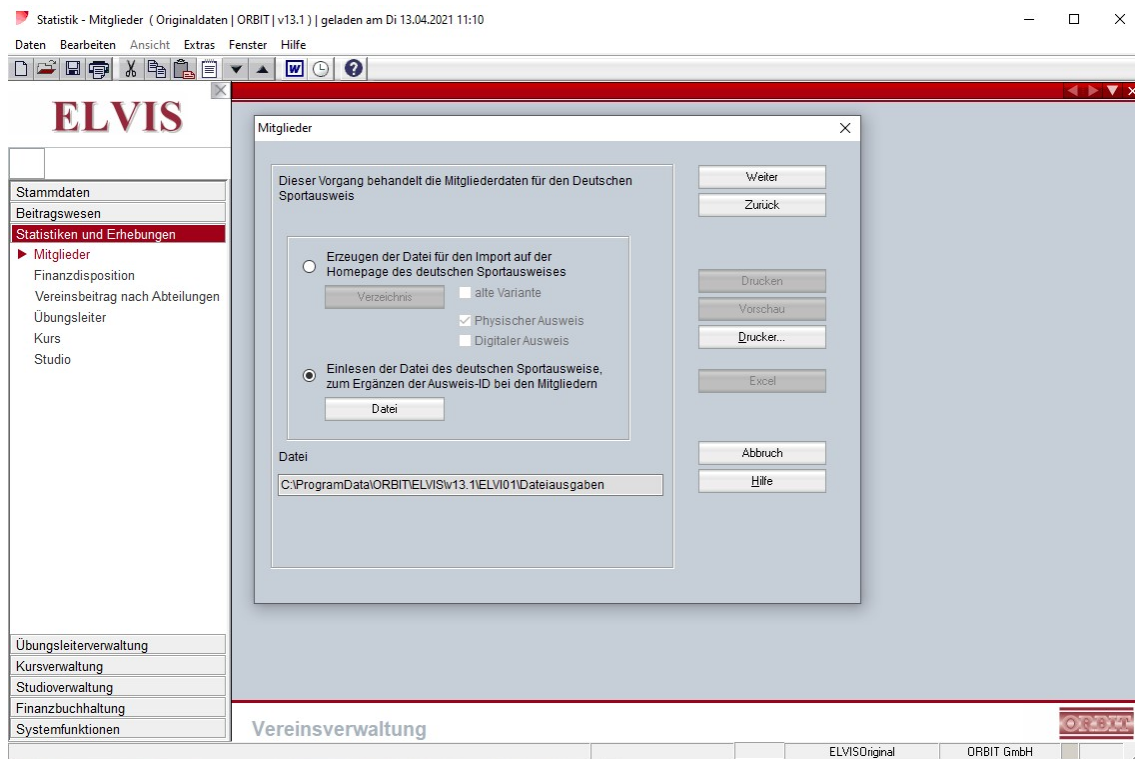 Statistik - Mitglieder ( Originaldaten | ORBIT | v13.1 ) | geladen am Di 13.04.2021 11:10
Daten Bearbeiten Ansicht Extras Fenster Hilfe
ELVIS
Stammdaten
Beitragswesen
Statistiken und Erhebungen
Mitglieder
Finanzdisposition
Vereinsbeitrag nach Abteilungen
Übungsleiter
Kurs
Studio
Übungsleiterverwaltung
Kursverwaltung
Studioverwaltung
Finanzbuchhaltung
Systemfunktionen
Mitglieder
Dieser Vorgang behandelt die Mitgliederdaten für den Deutschen
Sportausweis
Erzeugen der Datei für den Import auf der
Homepage des deutschen Sportausweises
Verzeichnis
alte Variante
Physischer Ausweis
Digitaler Ausweis
Einlesen der Datei des deutschen Sportausweise,
zum Ergänzen der Ausweis-ID bei den Mitgliedern
Datei
Datei
C:\ProgramData\ORBIT\ELVIS\v13.1\ELVI01\Dateiausgaben
Weiter
Zurück
Drucken
Vorschau
Drucker...
Excel
Abbruch
Hilfe
Vereinsverwaltung
ORBIT
ELVISOriginal
ORBIT GmbH